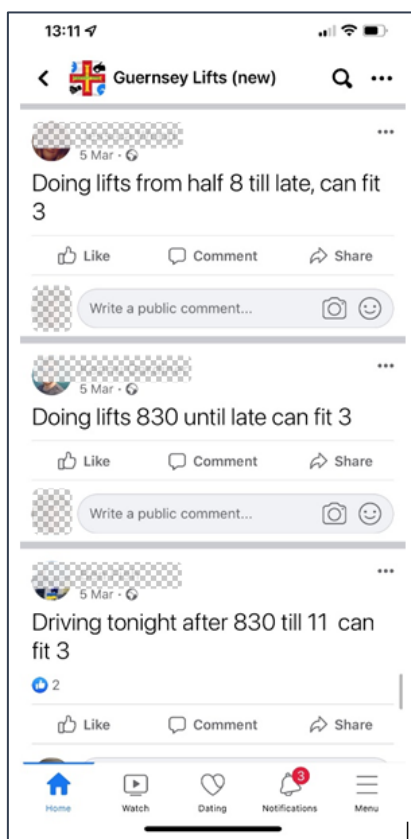 13:11
Guernsey Lifts (new)
5 Mar ·
Doing lifts from half 8 till late, can fit
3
Like Comment Share
Write a public comment...
5 Mar ·
Doing lifts 830 until late can fit 3
Like Comment Share
Write a public comment...
5 Mar ·
Driving tonight after 830 till 11 can
fit 3
2
Like Comment Share
3
Home Watch Dating Notifications Menu